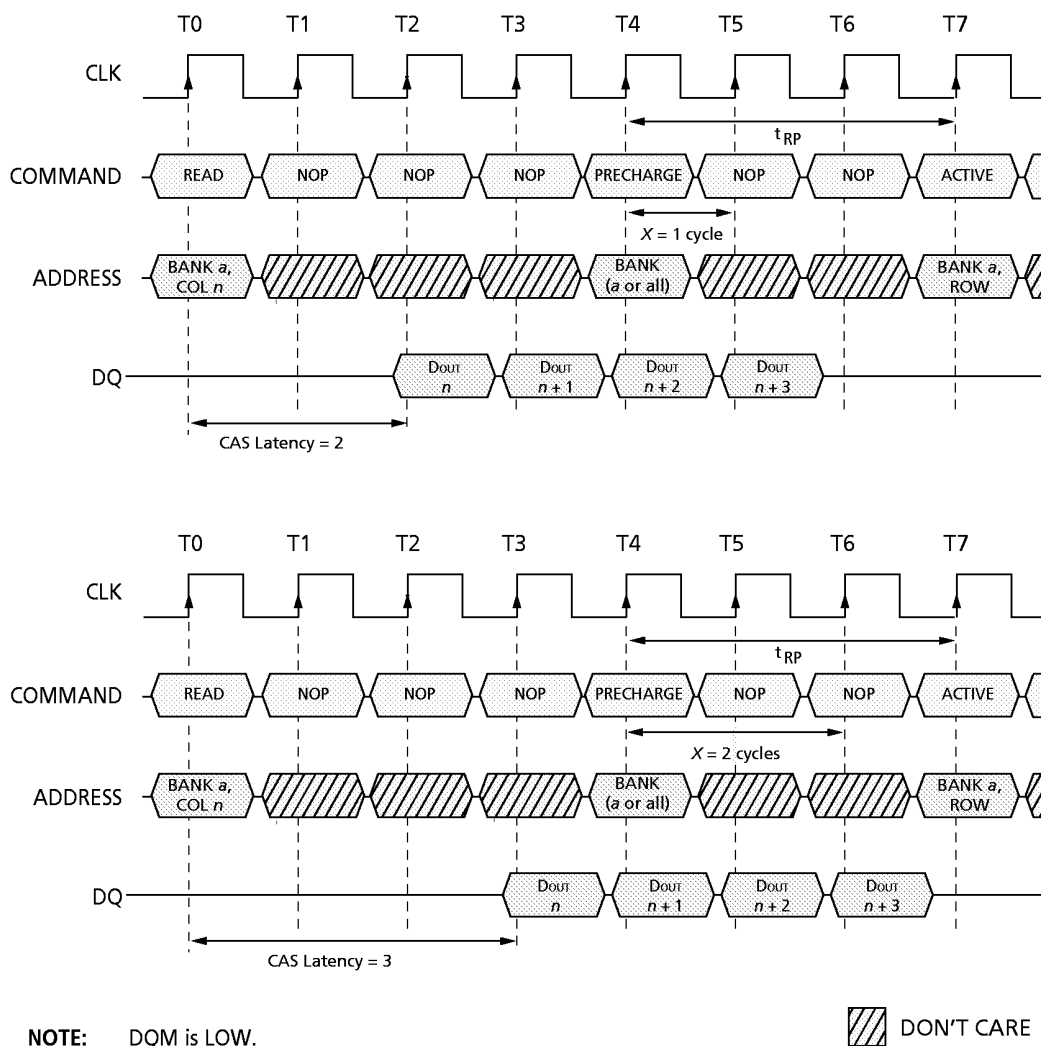 T0 T1 T2 T3 T4 T5 T6 T7
CLK
tRP
COMMAND READ NOP NOP NOP PRECHARGE NOP NOP ACTIVE
X = 1 cycle
ADDRESS BANK a, COL n BANK (a or all) BANK a, ROW
DQ DOUT n DOUT n + 1 DOUT n + 2 DOUT n + 3
CAS Latency = 2
T0 T1 T2 T3 T4 T5 T6 T7
CLK
tRP
COMMAND READ NOP NOP NOP PRECHARGE NOP NOP ACTIVE
X = 2 cycles
ADDRESS BANK a, COL n BANK (a or all) BANK a, ROW
DQ DOUT n DOUT n + 1 DOUT n + 2 DOUT n + 3
CAS Latency = 3
NOTE: DQM is LOW.
DON'T CARE